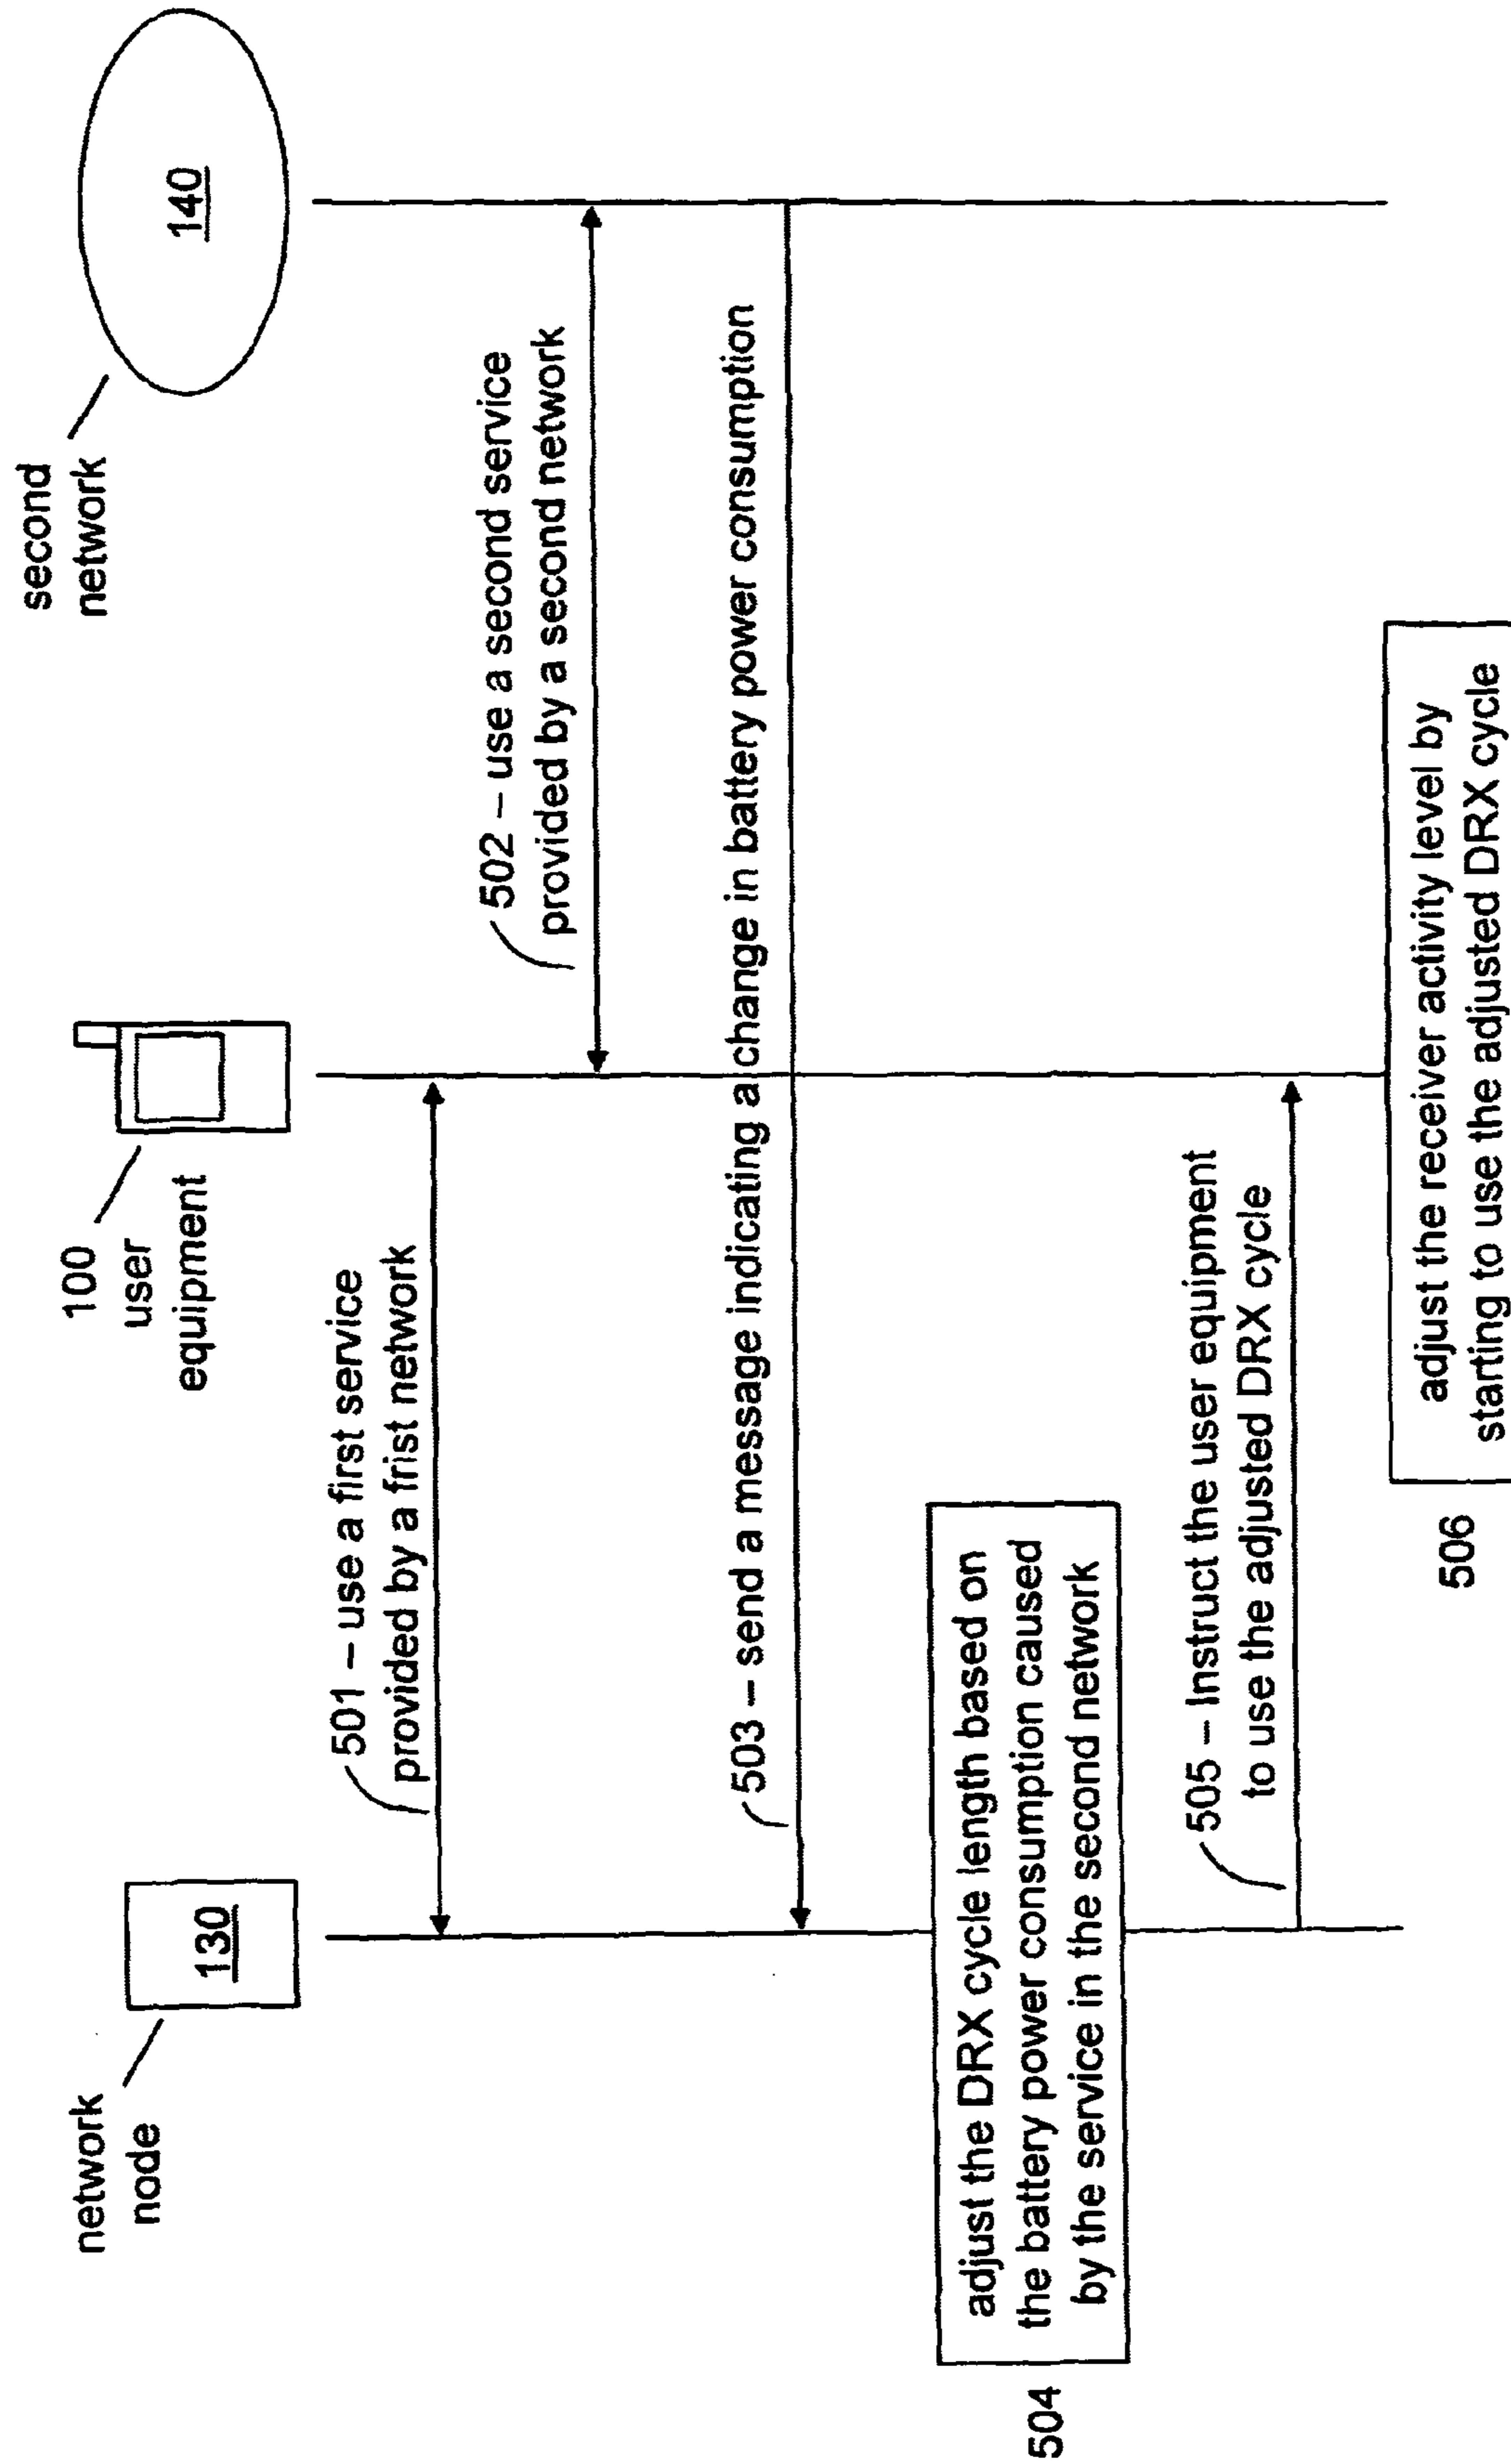 network
node
130
100
user
equipment
second
network
140
501 – use a first service
provided by a frist network
502 – use a second service
provided by a second network
503 – send a message indicating a change in battery power consumption
504
adjust the DRX cycle length based on
the battery power consumption caused
by the service in the second network
505 – Instruct the user equipment
to use the adjusted DRX cycle
506
adjust the receiver activity level by
starting to use the adjusted DRX cycle